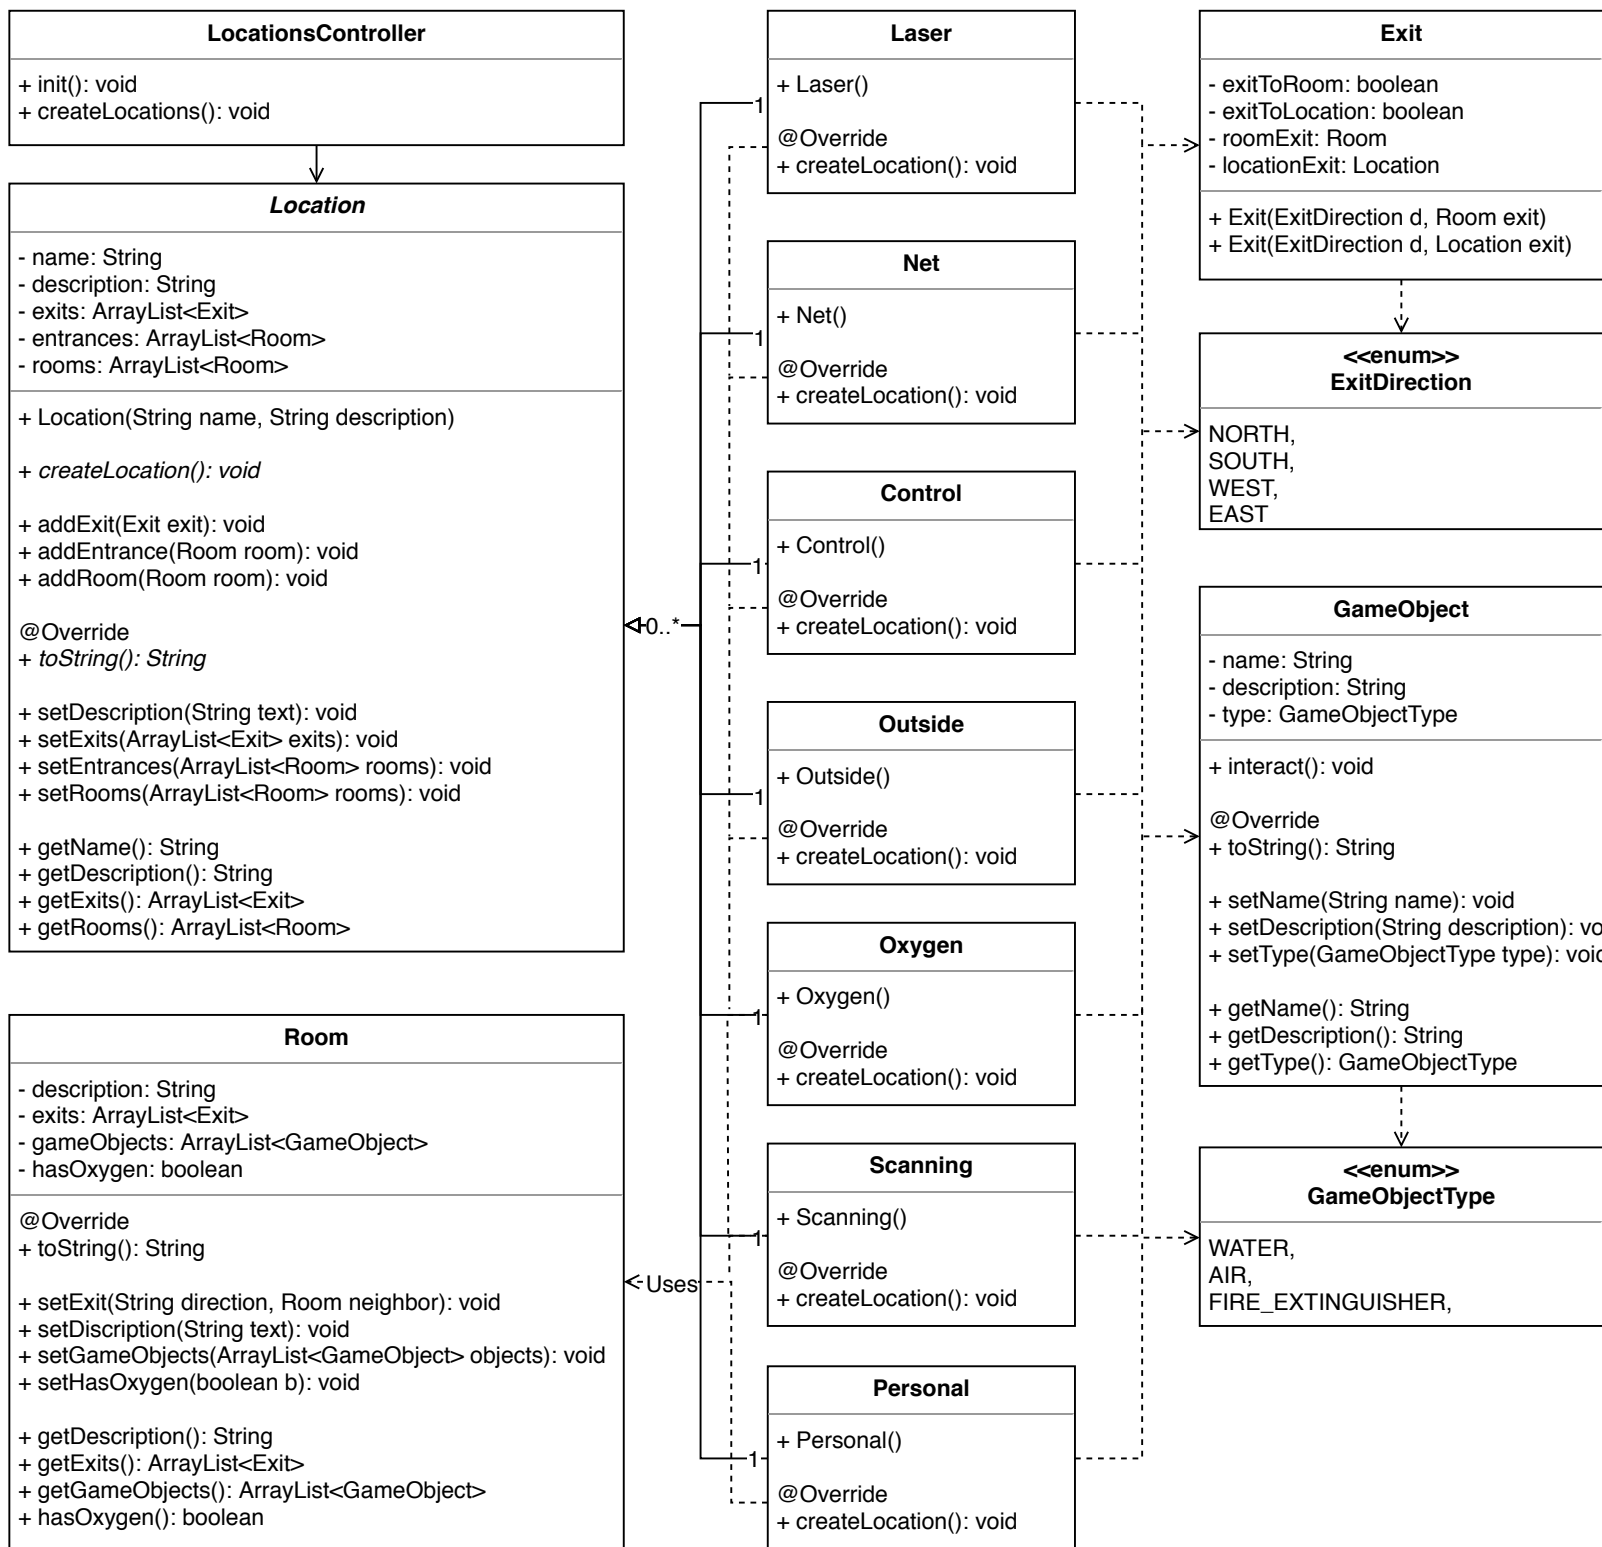 LocationsController
+ init(): void
+ createLocations(): void
Location
- name: String
- description: String
- exits: ArrayList<Exit>
- entrances: ArrayList<Room>
- rooms: ArrayList<Room>
+ Location(String name, String description)
+ createLocation(): void
+ addExit(Exit exit): void
+ addEntrance(Room room): void
+ addRoom(Room room): void
@Override
+ toString(): String
+ setDescription(String text): void
+ setExits(ArrayList<Exit> exits): void
+ setEntrances(ArrayList<Room> rooms): void
+ setRooms(ArrayList<Room> rooms): void
+ getName(): String
+ getDescription(): String
+ getExits(): ArrayList<Exit>
+ getRooms(): ArrayList<Room>
Room
- description: String
- exits: ArrayList<Exit>
- gameObjects: ArrayList<GameObject>
- hasOxygen: boolean
@Override
+ toString(): String
+ setExit(String direction, Room neighbor): void
+ setDiscription(String text): void
+ setGameObjects(ArrayList<GameObject> objects): void
+ setHasOxygen(boolean b): void
+ getDescription(): String
+ getExits(): ArrayList<Exit>
+ getGameObjects(): ArrayList<GameObject>
+ hasOxygen(): boolean
0..*
Uses
Laser
+ Laser()
1
@Override
+ createLocation(): void
Net
+ Net()
1
@Override
+ createLocation(): void
Control
+ Control()
1
@Override
+ createLocation(): void
Outside
+ Outside()
1
@Override
+ createLocation(): void
Oxygen
+ Oxygen()
1
@Override
+ createLocation(): void
Scanning
+ Scanning()
1
@Override
+ createLocation(): void
Personal
+ Personal()
1
@Override
+ createLocation(): void
Exit
- exitToRoom: boolean
- exitToLocation: boolean
- roomExit: Room
- locationExit: Location
+ Exit(ExitDirection d, Room exit)
+ Exit(ExitDirection d, Location exit)
<<enum>>
ExitDirection
NORTH,
SOUTH,
WEST,
EAST
GameObject
- name: String
- description: String
- type: GameObjectType
+ interact(): void
@Override
+ toString(): String
+ setName(String name): void
+ setDescription(String description): vo
+ setType(GameObjectType type): void
+ getName(): String
+ getDescription(): String
+ getType(): GameObjectType
<<enum>>
GameObjectType
WATER,
AIR,
FIRE_EXTINGUISHER,